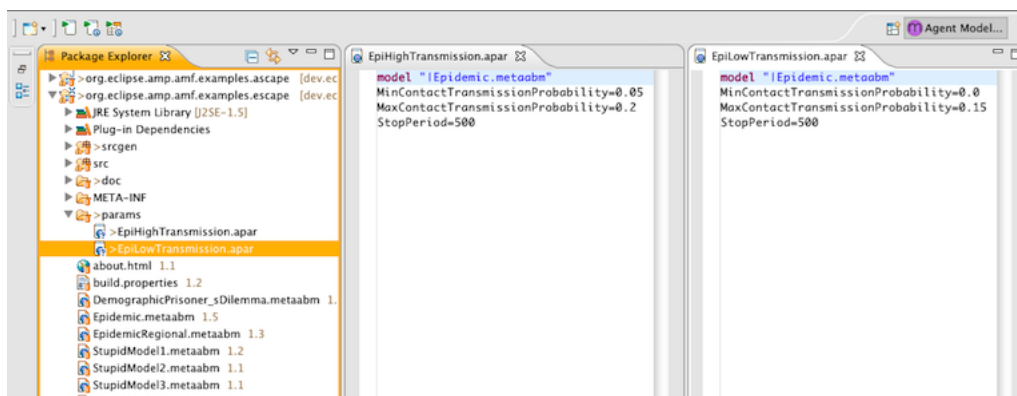 Agent Model...
Package Explorer
>org.eclipse.amp.amf.examples.ascape [dev.ec
>org.eclipse.amp.amf.examples.escape [dev.ec
JRE System Library [J2SE-1.5]
Plug-in Dependencies
>srcgen
src
>doc
META-INF
>params
>EpiHighTransmission.apar
>EpiLowTransmission.apar
about.html 1.1
build.properties 1.2
DemographicPrisoner_sDilemma.metaabm 1.
Epidemic.metaabm 1.5
EpidemicRegional.metaabm 1.3
StupidModel1.metaabm 1.2
StupidModel2.metaabm 1.1
StupidModel3.metaabm 1.1
EpiHighTransmission.apar
model "!Epidemic.metaabm"
MinContactTransmissionProbability=0.05
MaxContactTransmissionProbability=0.2
StopPeriod=500
EpiLowTransmission.apar
model "!Epidemic.metaabm"
MinContactTransmissionProbability=0.0
MaxContactTransmissionProbability=0.15
StopPeriod=500